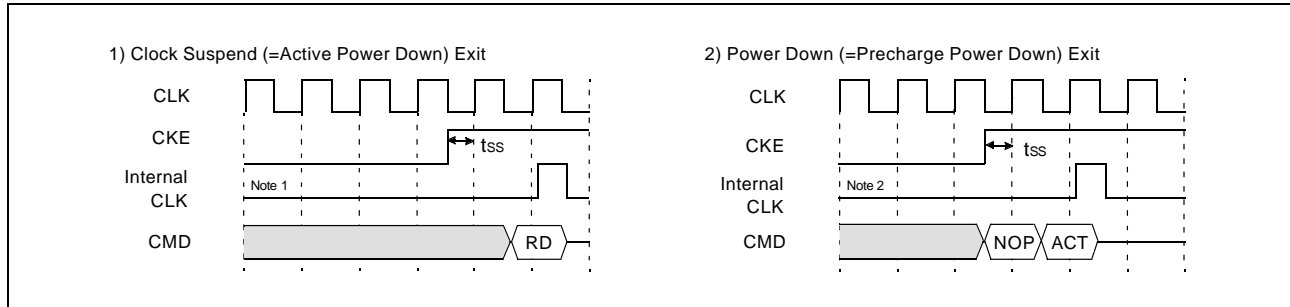 1) Clock Suspend (=Active Power Down) Exit
CLK
CKE
tss
Internal
CLK
Note 1
CMD
RD
2) Power Down (=Precharge Power Down) Exit
CLK
CKE
tss
Internal
CLK
Note 2
CMD
NOP
ACT